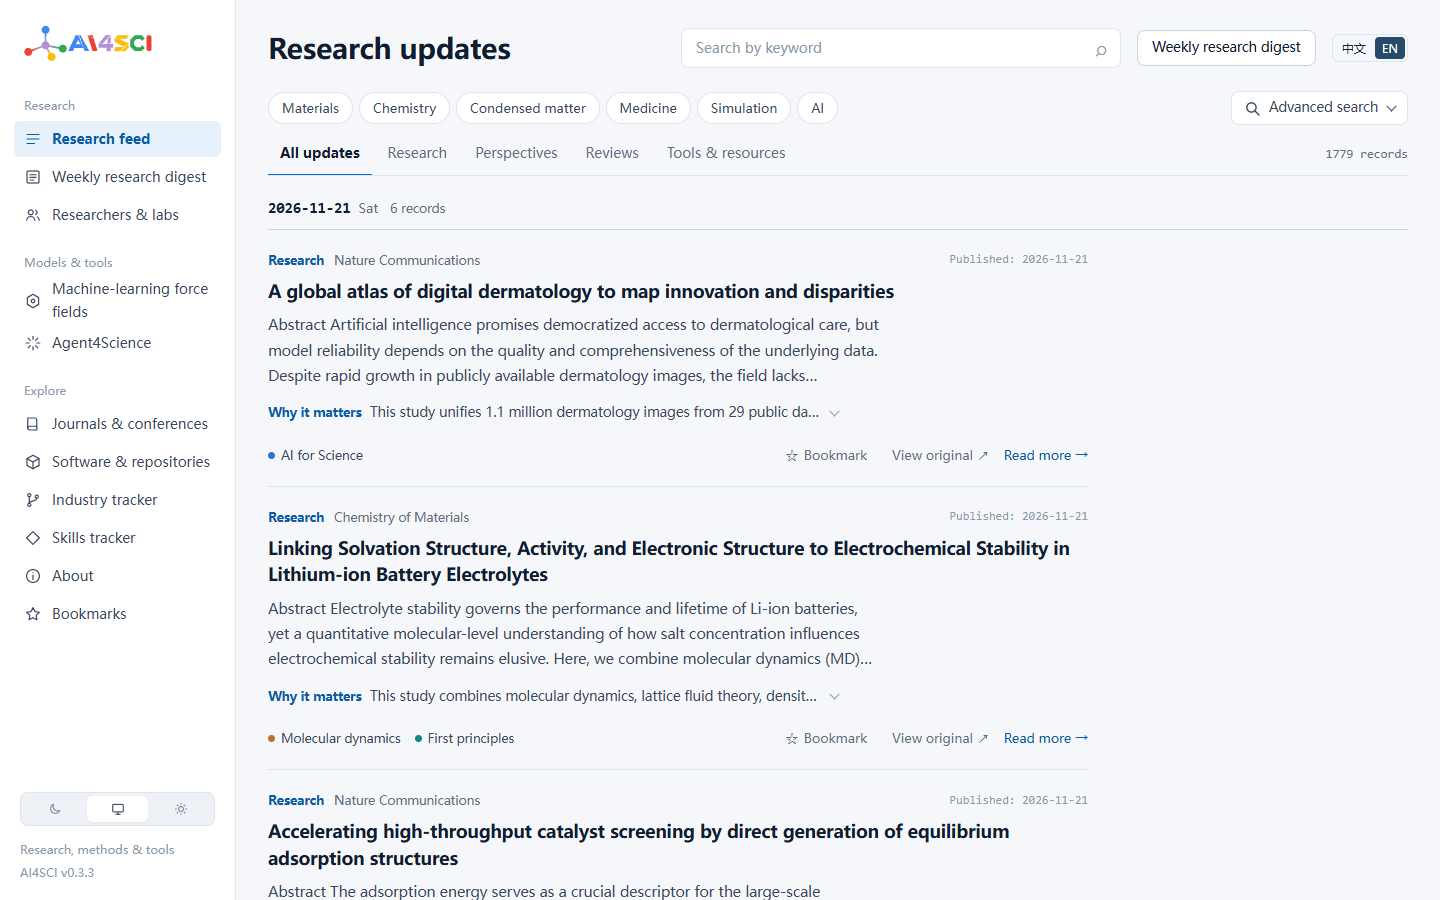 AI4SCI
Research
Research feed
Weekly research digest
Researchers & labs
Models & tools
Machine-learning force
fields
Agent4Science
Explore
Journals & conferences
Software & repositories
Industry tracker
Skills tracker
About
Bookmarks
Research, methods & tools
AI4SCI v0.3.3
Research updates
Search by keyword
Weekly research digest
中文 EN
Materials Chemistry Condensed matter Medicine Simulation AI
Advanced search
All updates Research Perspectives Reviews Tools & resources
1779 records
2026-11-21 Sat 6 records
Research Nature Communications
Published: 2026-11-21
A global atlas of digital dermatology to map innovation and disparities
Abstract Artificial intelligence promises democratized access to dermatological care, but
model reliability depends on the quality and comprehensiveness of the underlying data.
Despite rapid growth in publicly available dermatology images, the field lacks...
Why it matters This study unifies 1.1 million dermatology images from 29 public da...
AI for Science
☆ Bookmark View original ↗ Read more →
Research Chemistry of Materials
Published: 2026-11-21
Linking Solvation Structure, Activity, and Electronic Structure to Electrochemical Stability in
Lithium-ion Battery Electrolytes
Abstract Electrolyte stability governs the performance and lifetime of Li-ion batteries,
yet a quantitative molecular-level understanding of how salt concentration influences
electrochemical stability remains elusive. Here, we combine molecular dynamics (MD)...
Why it matters This study combines molecular dynamics, lattice fluid theory, densit...
Molecular dynamics First principles
☆ Bookmark View original ↗ Read more →
Research Nature Communications
Published: 2026-11-21
Accelerating high-throughput catalyst screening by direct generation of equilibrium
adsorption structures
Abstract The adsorption energy serves as a crucial descriptor for the large-scale